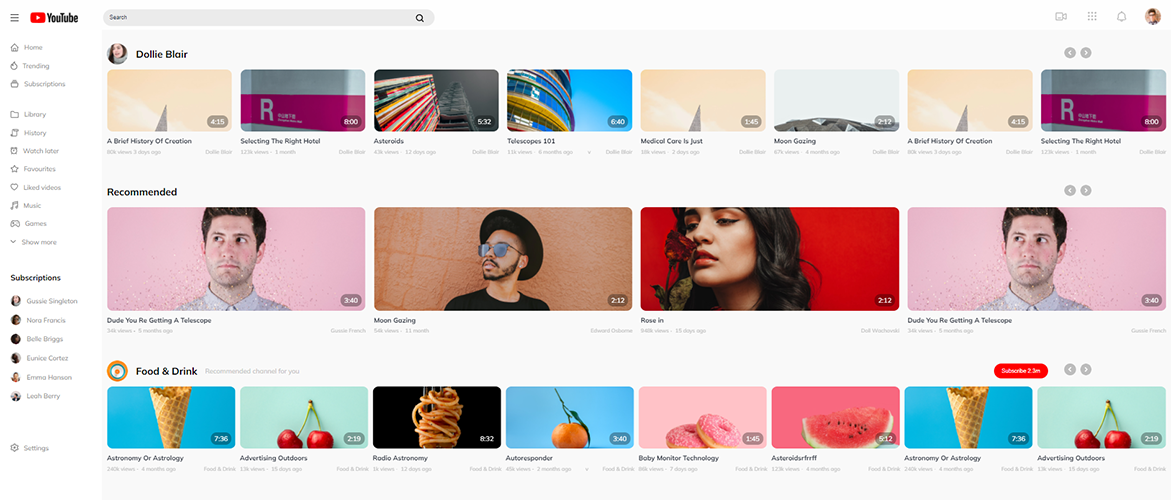 YouTube
Search
Home
Trending
Subscriptions
Library
History
Watch later
Favourites
Liked videos
Music
Games
Show more
Subscriptions
Gussie Singleton
Nora Francis
Belle Briggs
Eunice Cortez
Emma Hanson
Leah Berry
Settings
Dollie Blair
4:15
R
8:00
5:32
6:40
1:45
2:12
4:15
R
8:00
A Brief History Of Creation
Selecting The Right Hotel
Asteroids
Telescopes 101
Medical Care Is Just
Moon Gazing
A Brief History Of Creation
Selecting The Right Hotel
80k views · 3 days ago Dollie Blair
123k views · 1 month Dollie Blair
43k views · 12 days ago Dollie Blair
11k views · 6 months ago Dollie Blair
38k views · 2 days ago Dollie Blair
67k views · 4 months ago Dollie Blair
80k views · 3 days ago Dollie Blair
123k views · 1 month Dollie Blair
Recommended
3:40
2:12
2:12
3:40
Dude You Re Getting A Telescope
Moon Gazing
Rose in
Dude You Re Getting A Telescope
34k views · 5 months ago Gussie French
54k views · 11 month Edward Osborne
840k views · 15 days ago Doll Wachowski
34k views · 5 months ago Gussie French
Food & Drink Recommended channel for you
Subscribe 2.3m
7:36
2:19
8:32
3:40
1:45
5:12
7:36
2:19
Astronomy Or Astrology
Advertising Outdoors
Radio Astronomy
Autoresponder
Baby Monitor Technology
Asteroidsfrrff
Astronomy Or Astrology
Advertising Outdoors
240k views · 4 months ago Food & Drink
13k views · 15 days ago Food & Drink
1k views · 12 days ago Food & Drink
45k views · 2 months ago Food & Drink
86k views · 7 days ago Food & Drink
123k views · 4 months ago Food & Drink
240k views · 4 months ago Food & Drink
13k views · 15 days ago Food & Drink